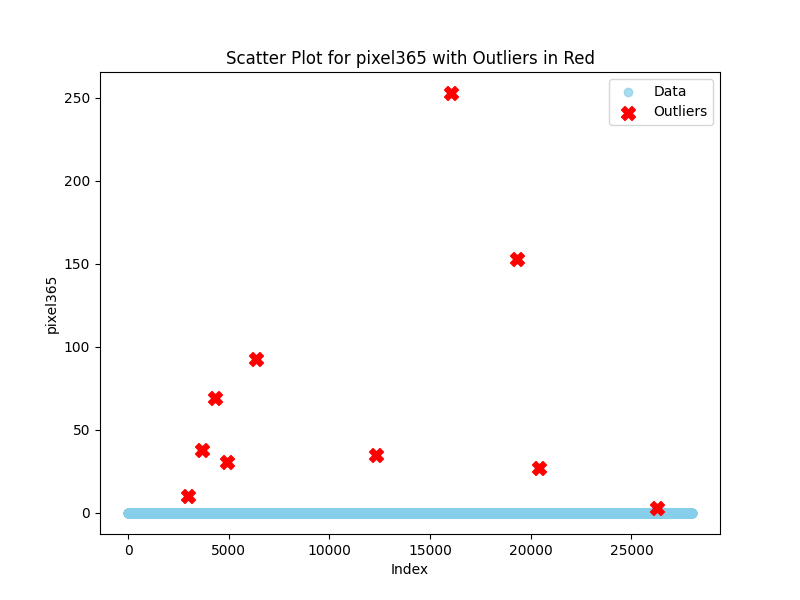 Scatter Plot for pixel365 with Outliers in Red
Data
Outliers
250
200
150
100
50
0
pixel365
0 5000 10000 15000 20000 25000
Index